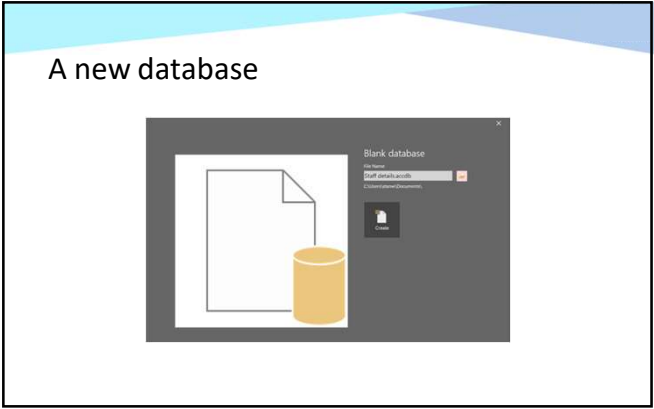 A new database
Blank database
File Name
Staff details.accdb
Create